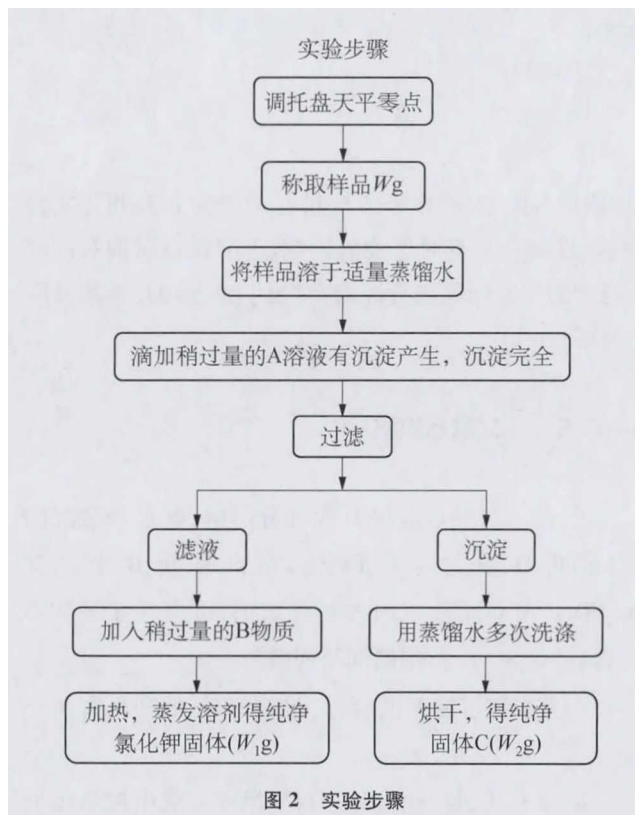 实验步骤
调托盘天平零点
称取样品Wg
将样品溶于适量蒸馏水
滴加稍过量的A溶液有沉淀产生，沉淀完全
过滤
滤液
沉淀
加入稍过量的B物质
用蒸馏水多次洗涤
加热，蒸发溶剂得纯净
氯化钾固体(W₁g)
烘干，得纯净
固体C(W₂g)
图 2 实验步骤